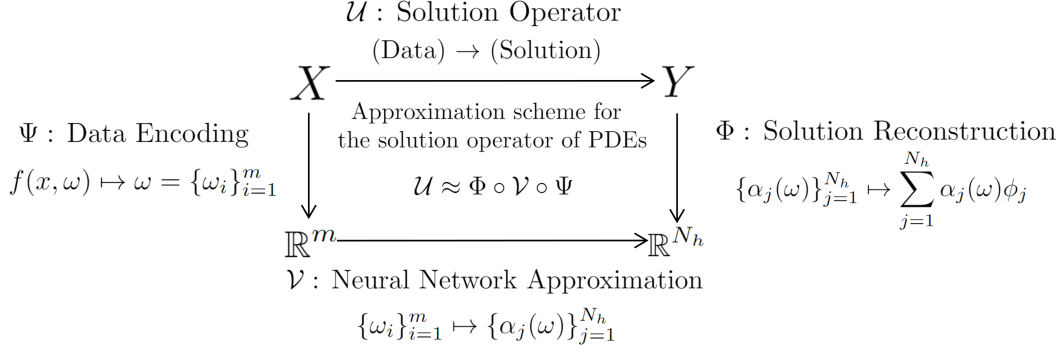 𝒰 : Solution Operator
(Data) → (Solution)
X
Y
Approximation scheme for
the solution operator of PDEs
𝒰 ≈ Φ ∘ 𝒱 ∘ Ψ
Ψ : Data Encoding
f(x, ω) ↦ ω = {ω_i}_{i=1}^m
Φ : Solution Reconstruction
{α_j(ω)}_{j=1}^{N_h} ↦ ∑_{j=1}^{N_h} α_j(ω)ϕ_j
ℝ^m
ℝ^{N_h}
𝒱 : Neural Network Approximation
{ω_i}_{i=1}^m ↦ {α_j(ω)}_{j=1}^{N_h}